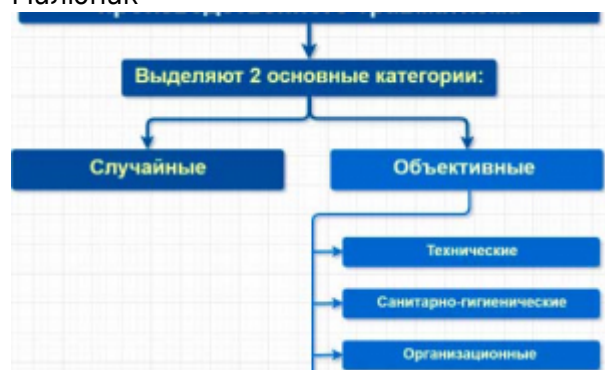 Выделяют 2 основные категории:
Случайные
Объективные
Технические
Санитарно-гигиенические
Организационные